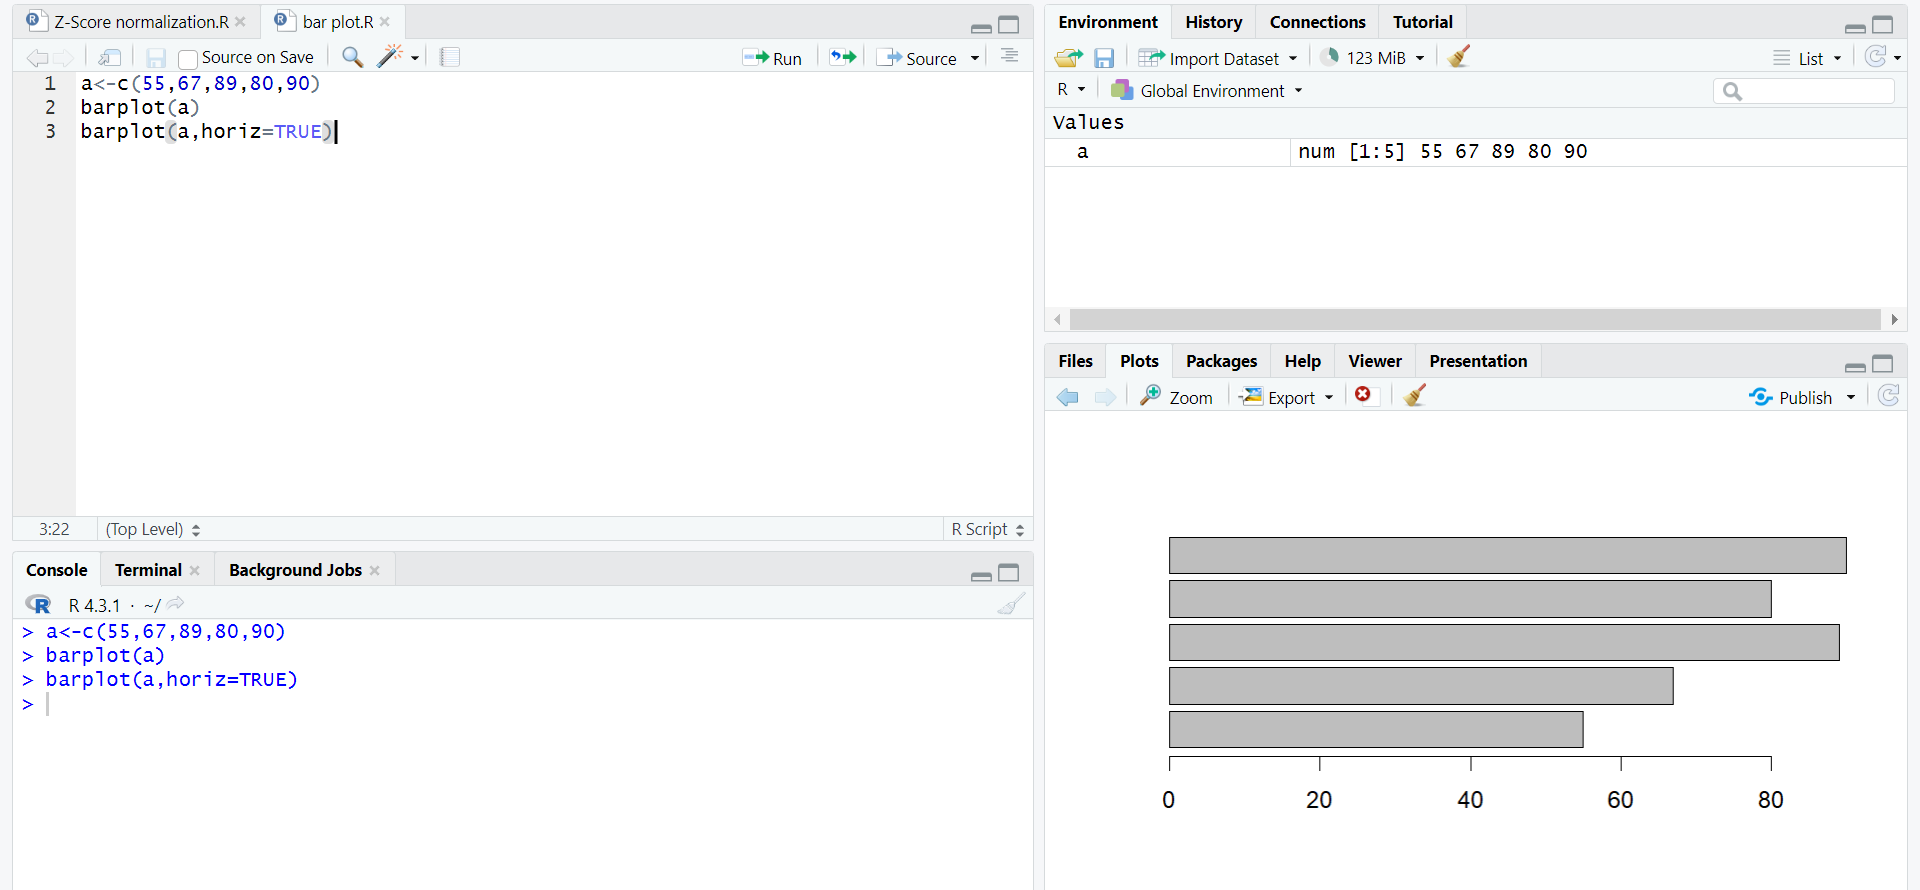 Z-Score normalization.R
bar plot.R
Source on Save
Run
Source
1 a<-c(55,67,89,80,90)
2 barplot(a)
3 barplot(a,horiz=TRUE)
3:22
(Top Level)
R Script
Console
Terminal
Background Jobs
R 4.3.1 · ~/
> a<-c(55,67,89,80,90)
> barplot(a)
> barplot(a,horiz=TRUE)
>
Environment
History
Connections
Tutorial
Import Dataset
123 MiB
List
R
Global Environment
Values
a num [1:5] 55 67 89 80 90
Files
Plots
Packages
Help
Viewer
Presentation
Zoom
Export
Publish
0 20 40 60 80